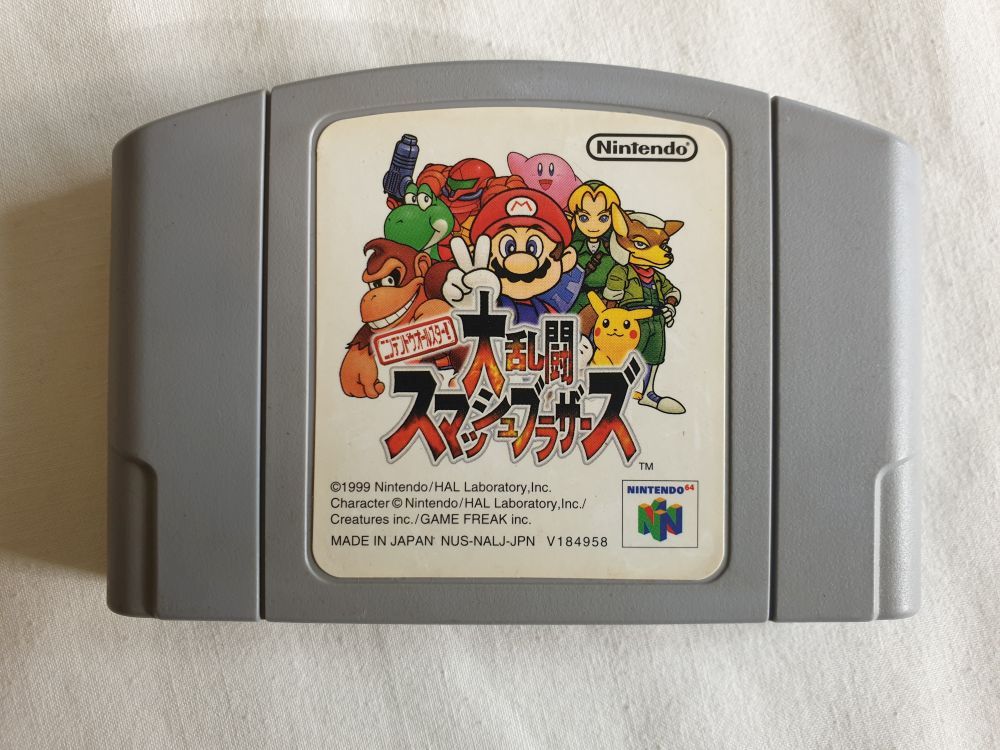 Nintendo®
M
ニンテンドウオールスター!
大乱闘
スマッシュブラザーズ
TM
©1999 Nintendo/HAL Laboratory,Inc.
Character © Nintendo/HAL Laboratory,Inc./
Creatures inc./GAME FREAK inc.
MADE IN JAPAN NUS-NALJ-JPN V184958
NINTENDO 64